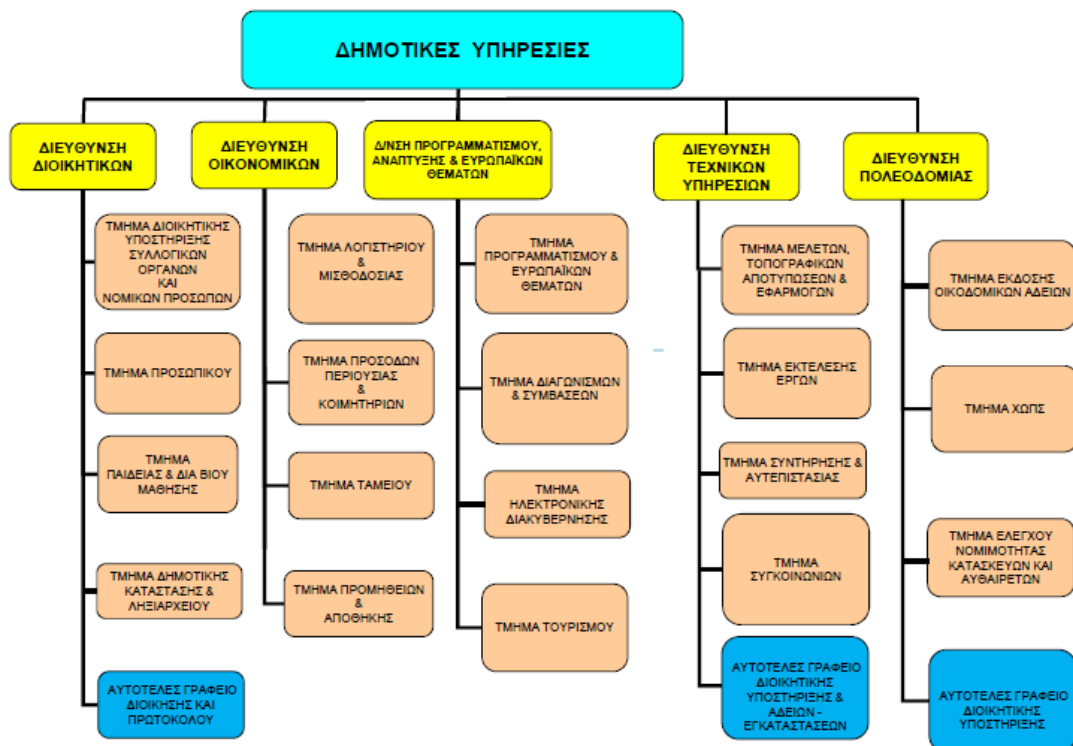 ΔΗΜΟΤΙΚΕΣ ΥΠΗΡΕΣΙΕΣ
ΔΙΕΥΘΥΝΣΗ
ΔΙΟΙΚΗΤΙΚΩΝ
ΤΜΗΜΑ ΔΙΟΙΚΗΤΙΚΗΣ
ΥΠΟΣΤΗΡΙΞΗΣ
ΣΥΛΛΟΓΙΚΩΝ
ΟΡΓΑΝΩΝ
ΚΑΙ
ΝΟΜΙΚΩΝ ΠΡΟΣΩΠΩΝ
ΤΜΗΜΑ ΠΡΟΣΩΠΙΚΟΥ
ΤΜΗΜΑ
ΠΑΙΔΕΙΑΣ & ΔΙΑ ΒΙΟΥ
ΜΑΘΗΣΗΣ
ΤΜΗΜΑ ΔΗΜΟΤΙΚΗΣ
ΚΑΤΑΣΤΑΣΗΣ &
ΛΗΞΙΑΡΧΕΙΟΥ
ΑΥΤΟΤΕΛΕΣ ΓΡΑΦΕΙΟ
ΔΙΟΙΚΗΣΗΣ ΚΑΙ
ΠΡΩΤΟΚΟΛΟΥ
ΔΙΕΥΘΥΝΣΗ
ΟΙΚΟΝΟΜΙΚΩΝ
ΤΜΗΜΑ ΛΟΓΙΣΤΗΡΙΟΥ
&
ΜΙΣΘΟΔΟΣΙΑΣ
ΤΜΗΜΑ ΠΡΟΣΟΔΩΝ
ΠΕΡΙΟΥΣΙΑΣ
&
ΚΟΙΜΗΤΗΡΙΩΝ
ΤΜΗΜΑ ΤΑΜΕΙΟΥ
ΤΜΗΜΑ ΠΡΟΜΗΘΕΙΩΝ
&
ΑΠΟΘΗΚΗΣ
Δ/ΝΣΗ ΠΡΟΓΡΑΜΜΑΤΙΣΜΟΥ,
ΑΝΑΠΤΥΞΗΣ & ΕΥΡΩΠΑΪΚΩΝ
ΘΕΜΑΤΩΝ
ΤΜΗΜΑ
ΠΡΟΓΡΑΜΜΑΤΙΣΜΟΥ &
ΕΥΡΩΠΑΪΚΩΝ
ΘΕΜΑΤΩΝ
ΤΜΗΜΑ ΔΙΑΓΩΝΙΣΜΩΝ
& ΣΥΜΒΑΣΕΩΝ
ΤΜΗΜΑ
ΗΛΕΚΤΡΟΝΙΚΗΣ
ΔΙΑΚΥΒΕΡΝΗΣΗΣ
ΤΜΗΜΑ ΤΟΥΡΙΣΜΟΥ
ΔΙΕΥΘΥΝΣΗ
ΤΕΧΝΙΚΩΝ
ΥΠΗΡΕΣΙΩΝ
ΤΜΗΜΑ ΜΕΛΕΤΩΝ,
ΤΟΠΟΓΡΑΦΙΚΩΝ
ΑΠΟΤΥΠΩΣΕΩΝ &
ΕΦΑΡΜΟΓΩΝ
ΤΜΗΜΑ ΕΚΤΕΛΕΣΗΣ
ΕΡΓΩΝ
ΤΜΗΜΑ ΣΥΝΤΗΡΗΣΗΣ &
ΑΥΤΕΠΙΣΤΑΣΙΑΣ
ΤΜΗΜΑ
ΣΥΓΚΟΙΝΩΝΙΩΝ
ΑΥΤΟΤΕΛΕΣ ΓΡΑΦΕΙΟ
ΔΙΟΙΚΗΤΙΚΗΣ
ΥΠΟΣΤΗΡΙΞΗΣ &
ΑΔΕΙΩΝ -
ΕΓΚΑΤΑΣΤΑΣΕΩΝ
ΔΙΕΥΘΥΝΣΗ
ΠΟΛΕΟΔΟΜΙΑΣ
ΤΜΗΜΑ ΕΚΔΟΣΗΣ
ΟΙΚΟΔΟΜΙΚΩΝ ΑΔΕΙΩΝ
ΤΜΗΜΑ ΧΩΠΣ
ΤΜΗΜΑ ΕΛΕΓΧΟΥ
ΝΟΜΙΜΟΤΗΤΑΣ
ΚΑΤΑΣΚΕΥΩΝ ΚΑΙ
ΑΥΘΑΙΡΕΤΩΝ
ΑΥΤΟΤΕΛΕΣ ΓΡΑΦΕΙΟ
ΔΙΟΙΚΗΤΙΚΗΣ
ΥΠΟΣΤΗΡΙΞΗΣ